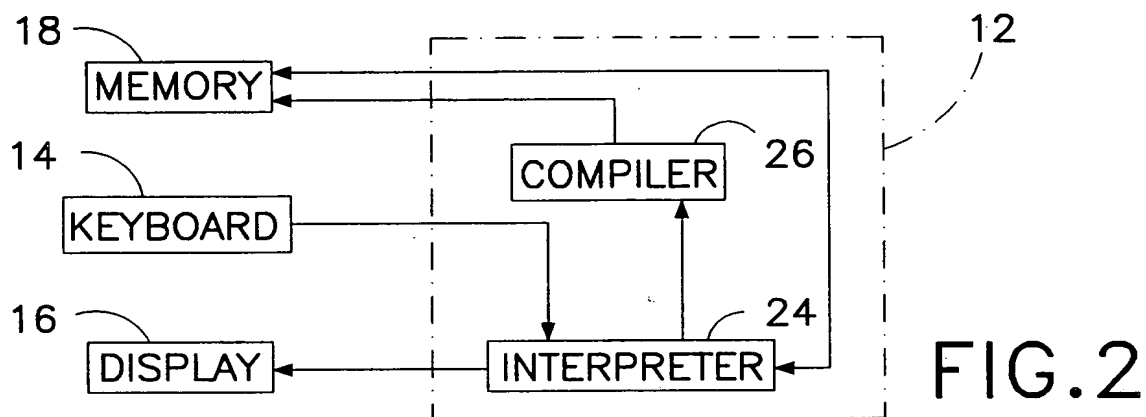 18
12
MEMORY
14
COMPILER
26
KEYBOARD
16
24
DISPLAY
INTERPRETER
FIG.2